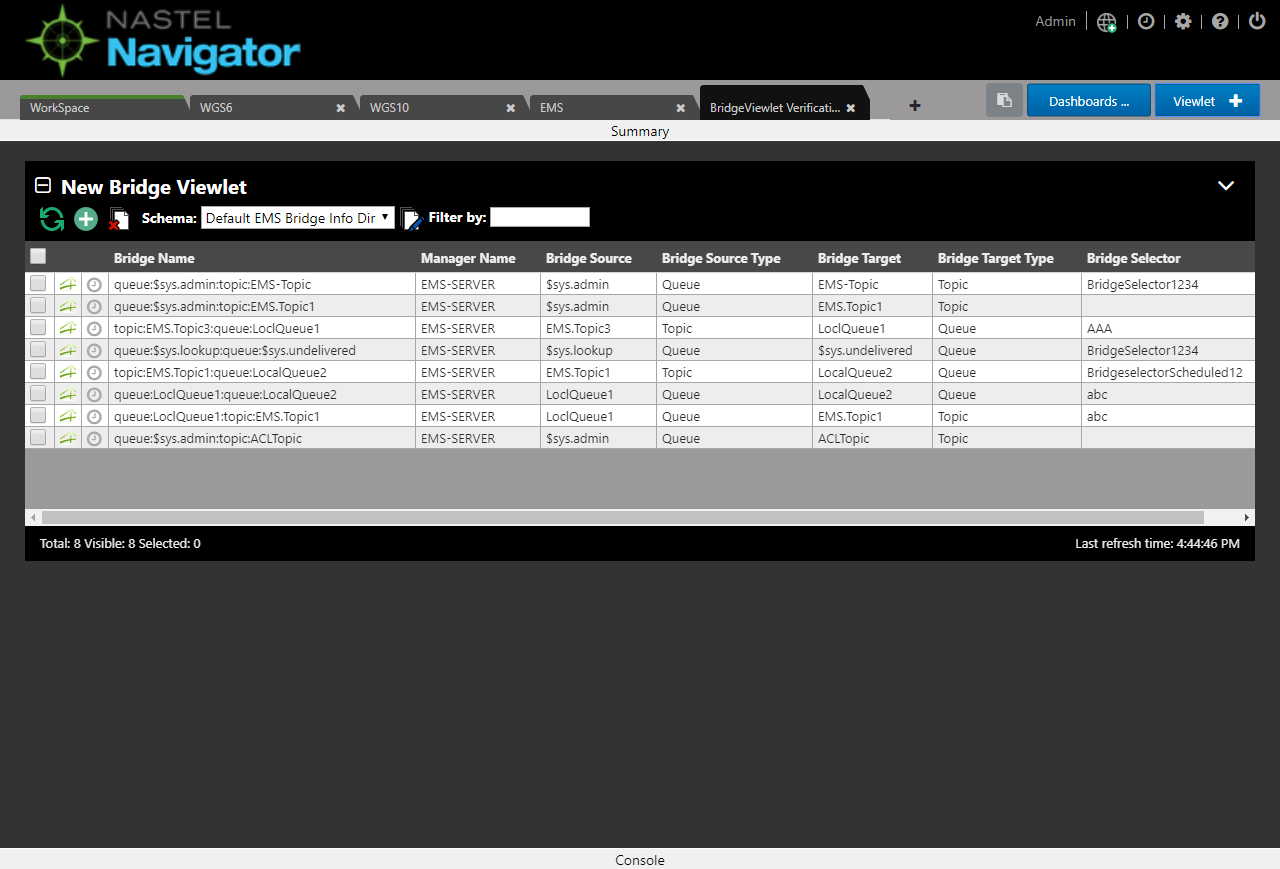 NASTEL
Navigator
Admin
WorkSpace WGS6 WGS10 EMS BridgeViewlet Verificati... Dashboards ... Viewlet
Summary
New Bridge Viewlet
Schema: Default EMS Bridge Info Dir Filter by:
Bridge Name Manager Name Bridge Source Bridge Source Type Bridge Target Bridge Target Type Bridge Selector
queue:$sys.admin:topic:EMS-Topic EMS-SERVER $sys.admin Queue EMS-Topic Topic BridgeSelector1234
queue:$sys.admin:topic:EMS.Topic1 EMS-SERVER $sys.admin Queue EMS.Topic1 Topic
topic:EMS.Topic3:queue:LoclQueue1 EMS-SERVER EMS.Topic3 Topic LoclQueue1 Queue AAA
queue:$sys.lookup:queue:$sys.undelivered EMS-SERVER $sys.lookup Queue $sys.undelivered Queue BridgeSelector1234
topic:EMS.Topic1:queue:LocalQueue2 EMS-SERVER EMS.Topic1 Topic LocalQueue2 Queue BridgeselectorScheduled12
queue:LoclQueue1:queue:LocalQueue2 EMS-SERVER LoclQueue1 Queue LocalQueue2 Queue abc
queue:LoclQueue1:topic:EMS.Topic1 EMS-SERVER LoclQueue1 Queue EMS.Topic1 Topic abc
queue:$sys.admin:topic:ACLTopic EMS-SERVER $sys.admin Queue ACLTopic Topic
Total: 8 Visible: 8 Selected: 0 Last refresh time: 4:44:46 PM
Console